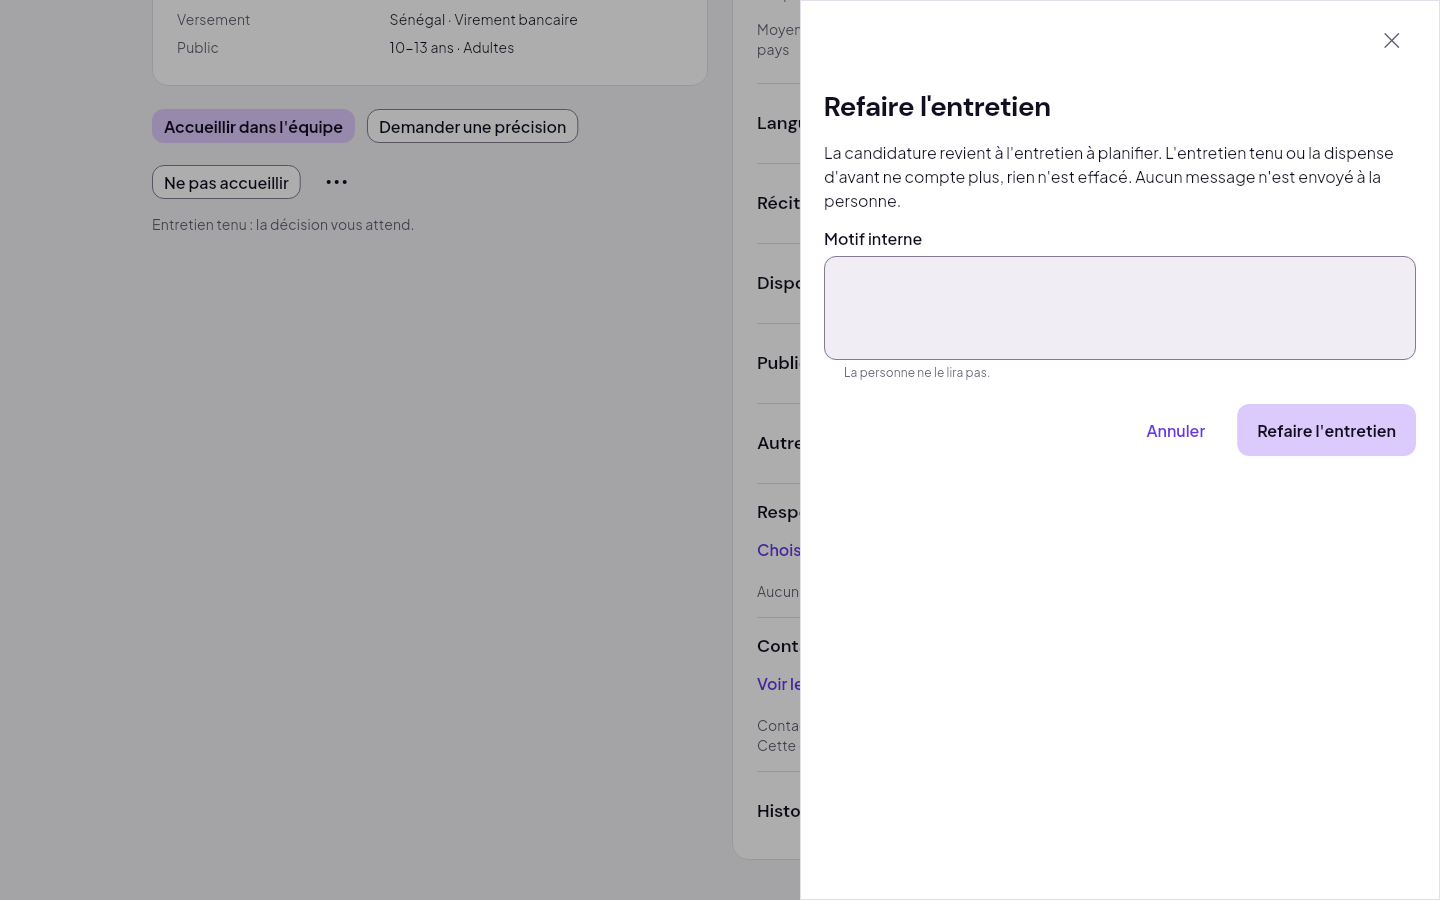 Versement
Sénégal · Virement bancaire
Public
10–13 ans · Adultes
Accueillir dans l'équipe
Demander une précision
Ne pas accueillir
Entretien tenu : la décision vous attend.
pays
Refaire l'entretien
La candidature revient à l'entretien à planifier. L'entretien tenu ou la dispense
d'avant ne compte plus, rien n'est effacé. Aucun message n'est envoyé à la
personne.
Motif interne
La personne ne le lira pas.
Annuler
Refaire l'entretien
Récit
Cette